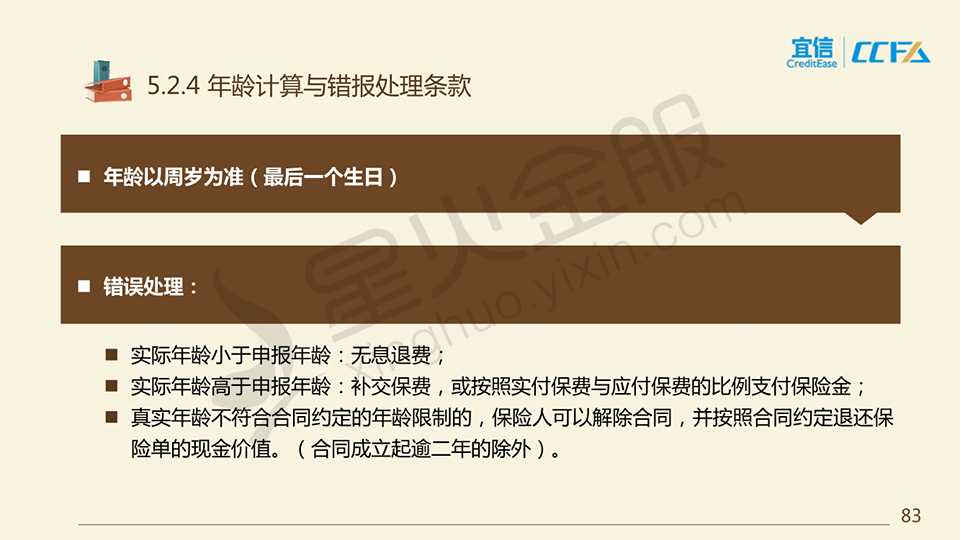 宜信
CreditEase
CCFA
5.2.4 年龄计算与错报处理条款
■ 年龄以周岁为准（最后一个生日）
■ 错误处理：
■ 实际年龄小于申报年龄：无息退费；
■ 实际年龄高于申报年龄：补交保费，或按照实付保费与应付保费的比例支付保险金；
■ 真实年龄不符合合同约定的年龄限制的，保险人可以解除合同，并按照合同约定退还保
险单的现金价值。（合同成立起逾二年的除外）。
星火金服
xinghuo.yixin.com
83